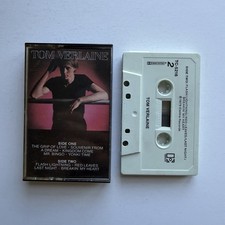 TOM VERLAINE
SIDE ONE
THE GRIP OF LOVE · SOUVENIR FROM
A DREAM · KINGDOM COME
MR. BINGO · YONKI TIME
SIDE TWO
FLASH LIGHTNING · RED LEAVES
LAST NIGHT · BREAKIN' MY HEART
TOM VERLAINE
2